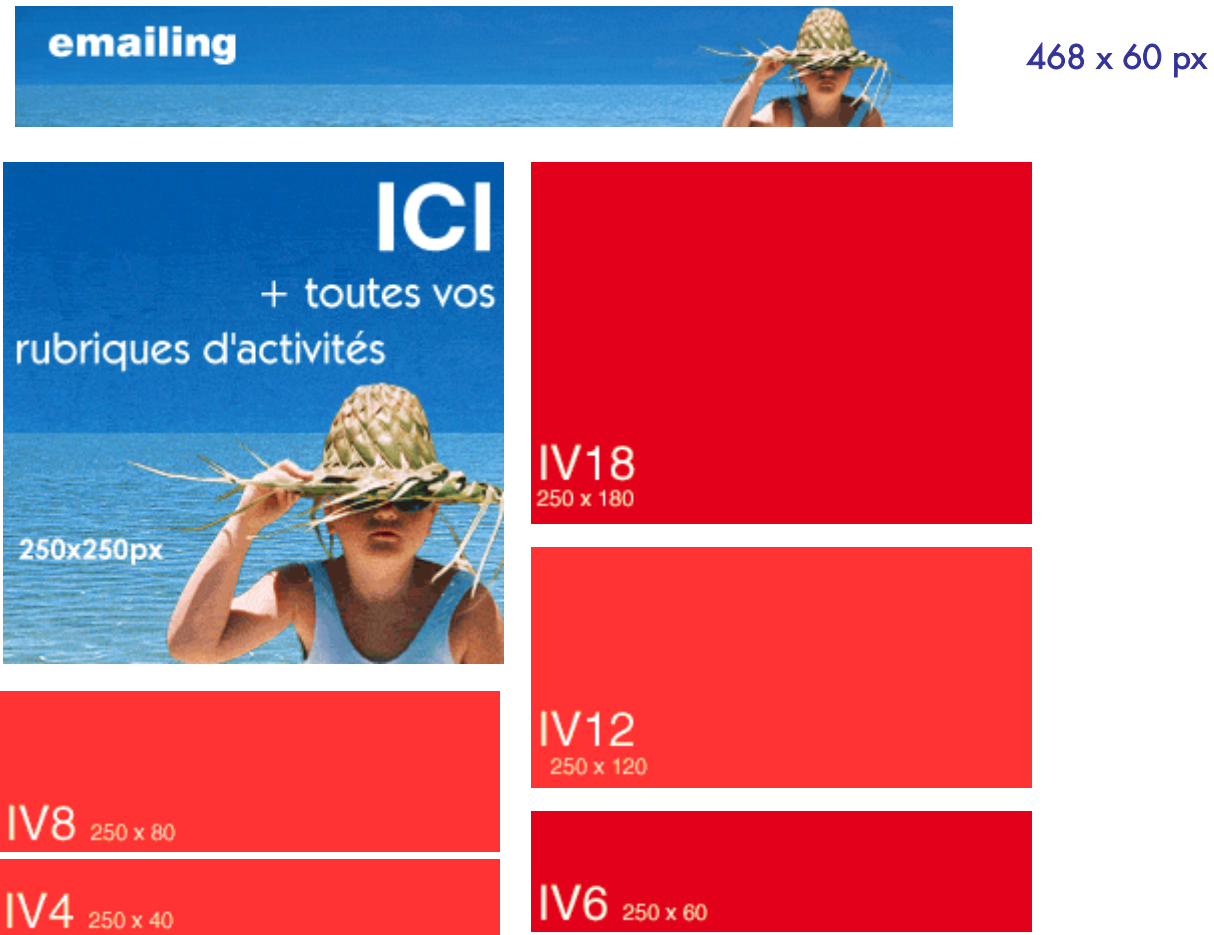 emailing
468 x 60 px
ICI
+ toutes vos
rubriques d'activités
250x250px
IV18
250 x 180
IV12
250 x 120
IV8 250 x 80
IV4 250 x 40
IV6 250 x 60